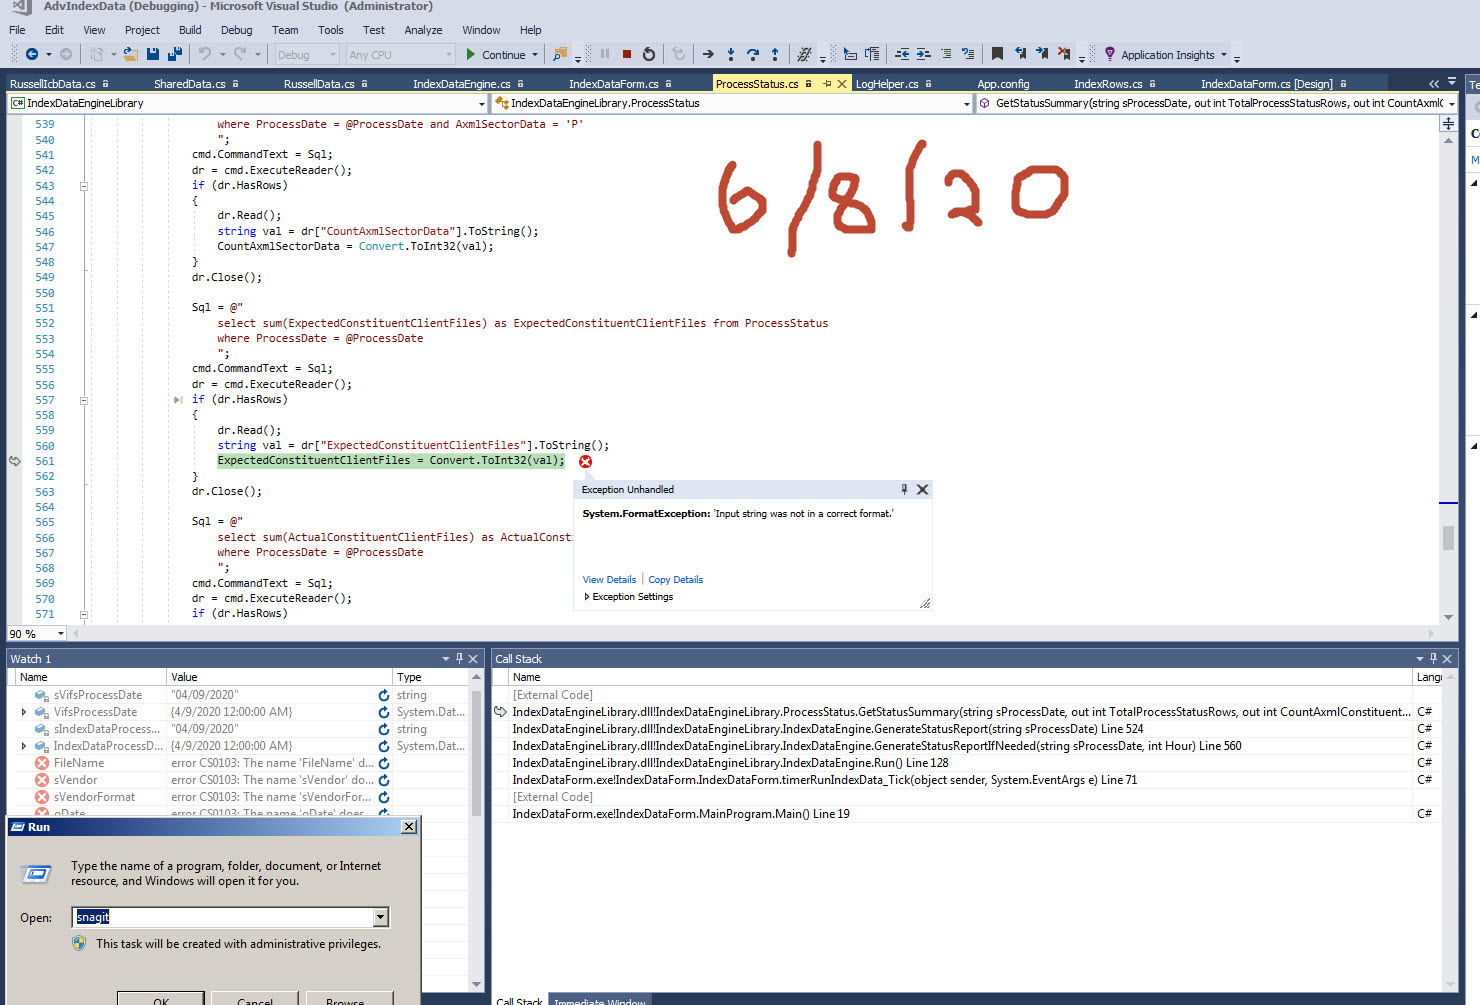 AdvIndexData (Debugging) - Microsoft Visual Studio (Administrator)
File Edit View Project Build Debug Team Tools Test Analyze Window Help
Debug Any CPU Continue Application Insights
RussellIcbData.cs SharedData.cs RussellData.cs IndexDataEngine.cs IndexDataForm.cs ProcessStatus.cs LogHelper.cs App.config IndexRows.cs IndexDataForm.cs [Design]
Te
C# IndexDataEngineLibrary IndexDataEngineLibrary.ProcessStatus GetStatusSummary(string sProcessDate, out int TotalProcessStatusRows, out int CountAxmlC
539 where ProcessDate = @ProcessDate and AxmlSectorData = 'P'
540 ";
541 cmd.CommandText = Sql;
542 dr = cmd.ExecuteReader();
543 if (dr.HasRows)
544 {
545 dr.Read();
546 string val = dr["CountAxmlSectorData"].ToString();
547 CountAxmlSectorData = Convert.ToInt32(val);
548 }
549 dr.Close();
550
551 Sql = @"
552 select sum(ExpectedConstituentClientFiles) as ExpectedConstituentClientFiles from ProcessStatus
553 where ProcessDate = @ProcessDate
554 ";
555 cmd.CommandText = Sql;
556 dr = cmd.ExecuteReader();
557 if (dr.HasRows)
558 {
559 dr.Read();
560 string val = dr["ExpectedConstituentClientFiles"].ToString();
561 ExpectedConstituentClientFiles = Convert.ToInt32(val);
562 }
563 dr.Close();
564
565 Sql = @"
566 select sum(ActualConstituentClientFiles) as ActualConsti
567 where ProcessDate = @ProcessDate
568 ";
569 cmd.CommandText = Sql;
570 dr = cmd.ExecuteReader();
571 if (dr.HasRows)
6/8/20
Exception Unhandled
System.FormatException: 'Input string was not in a correct format.'
View Details | Copy Details
Exception Settings
90 %
Watch 1
Name Value Type
sVifsProcessDate "04/09/2020" string
VifsProcessDate {4/9/2020 12:00:00 AM} System.Dat...
sIndexDataProcess... "04/09/2020" string
IndexDataProcessD... {4/9/2020 12:00:00 AM} System.Dat...
FileName error CS0103: The name 'FileName' d...
sVendor error CS0103: The name 'sVendor' do...
sVendorFormat error CS0103: The name 'sVendorFor...
oDate error CS0103: The name 'oDate' does...
Call Stack
Name Langu
[External Code]
IndexDataEngineLibrary.dll!IndexDataEngineLibrary.ProcessStatus.GetStatusSummary(string sProcessDate, out int TotalProcessStatusRows, out int CountAxmlConstituent... C#
IndexDataEngineLibrary.dll!IndexDataEngineLibrary.IndexDataEngine.GenerateStatusReport(string sProcessDate) Line 524 C#
IndexDataEngineLibrary.dll!IndexDataEngineLibrary.IndexDataEngine.GenerateStatusReportIfNeeded(string sProcessDate, int Hour) Line 560 C#
IndexDataEngineLibrary.dll!IndexDataEngineLibrary.IndexDataEngine.Run() Line 128 C#
IndexDataForm.exe!IndexDataForm.IndexDataForm.timerRunIndexData_Tick(object sender, System.EventArgs e) Line 71 C#
[External Code]
IndexDataForm.exe!IndexDataForm.MainProgram.Main() Line 19 C#
Call Stack Immediate Window
Run
Type the name of a program, folder, document, or Internet
resource, and Windows will open it for you.
Open: snagit
This task will be created with administrative privileges.
OK Cancel Browse...